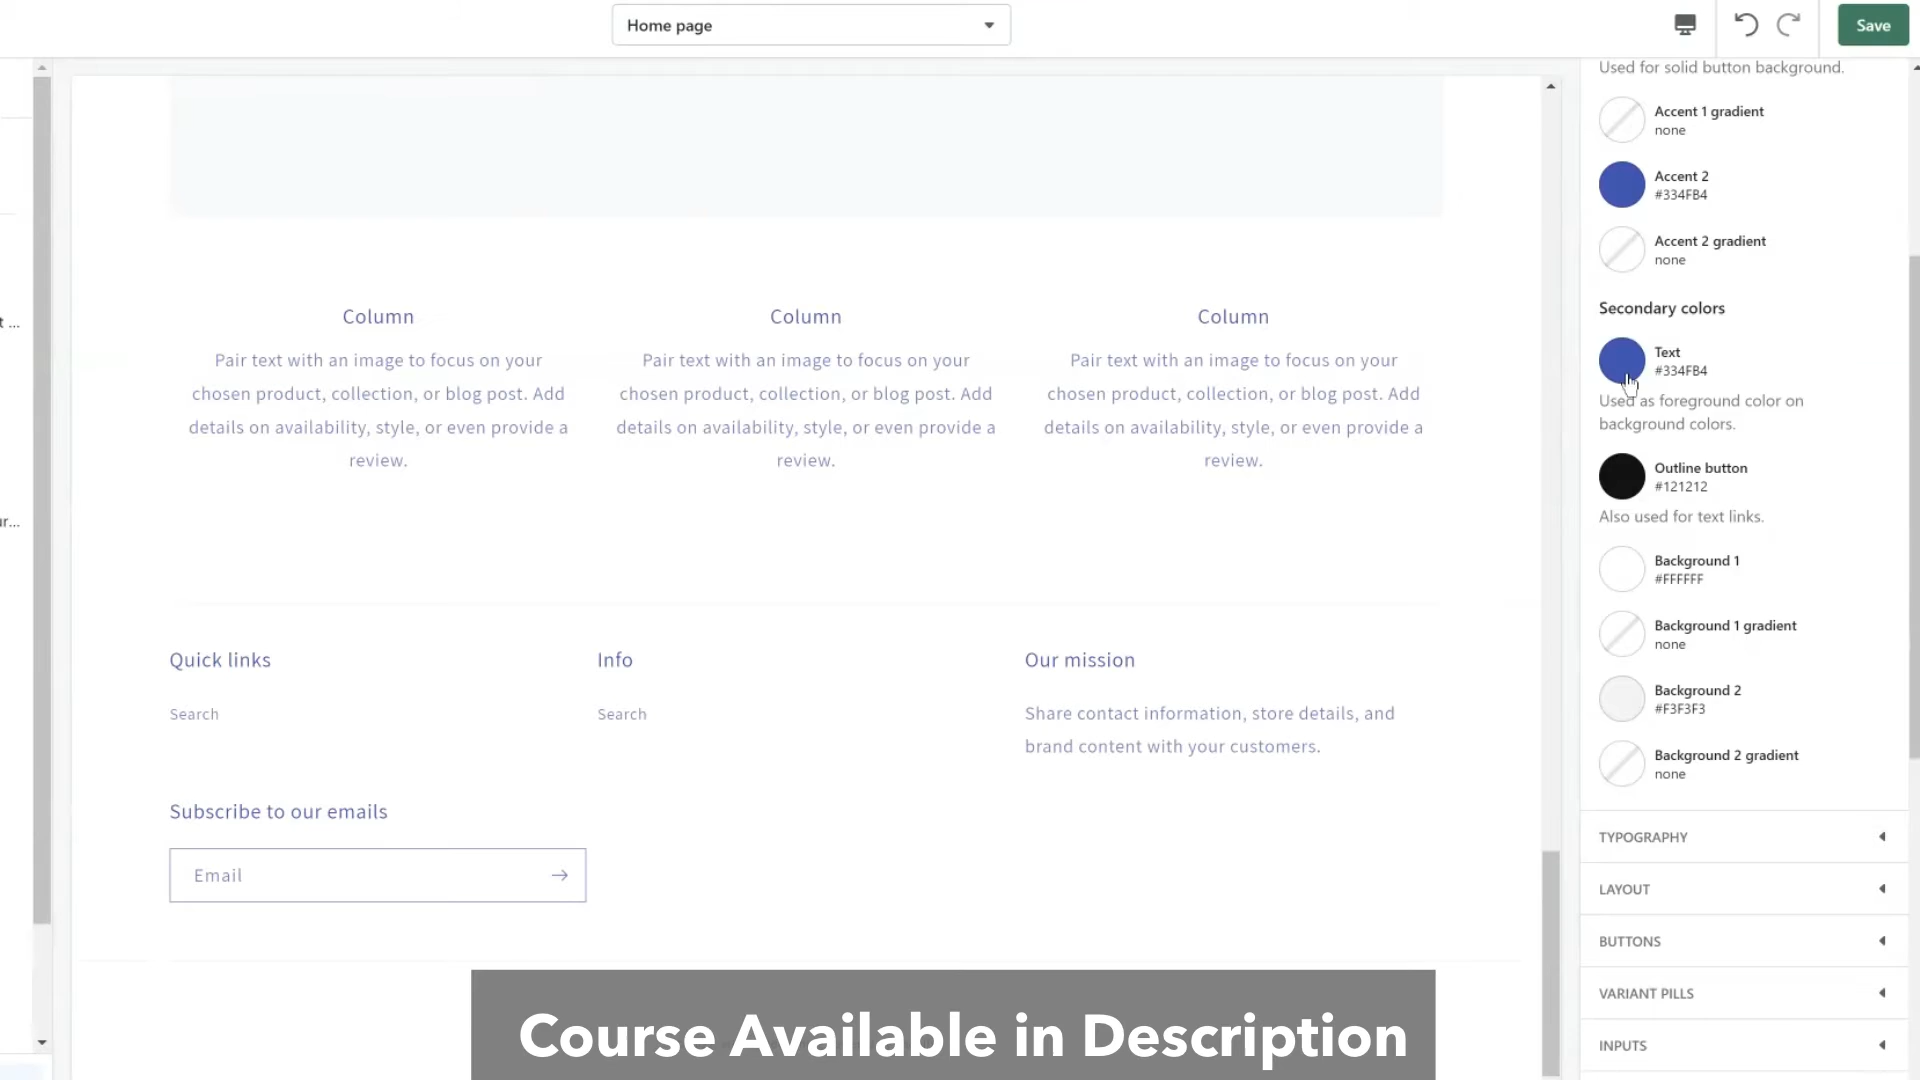 Home page
Save
t ...
ur...
Column
Pair text with an image to focus on your
chosen product, collection, or blog post. Add
details on availability, style, or even provide a
review.
Column
Pair text with an image to focus on your
chosen product, collection, or blog post. Add
details on availability, style, or even provide a
review.
Column
Pair text with an image to focus on your
chosen product, collection, or blog post. Add
details on availability, style, or even provide a
review.
Quick links
Search
Info
Search
Our mission
Share contact information, store details, and
brand content with your customers.
Subscribe to our emails
Email
Used for solid button background.
Accent 1 gradient
none
Accent 2
#334FB4
Accent 2 gradient
none
Secondary colors
Text
#334FB4
Used as foreground color on
background colors.
Outline button
#121212
Also used for text links.
Background 1
#FFFFFF
Background 1 gradient
none
Background 2
#F3F3F3
Background 2 gradient
none
TYPOGRAPHY
LAYOUT
BUTTONS
VARIANT PILLS
INPUTS
Course Available in Description